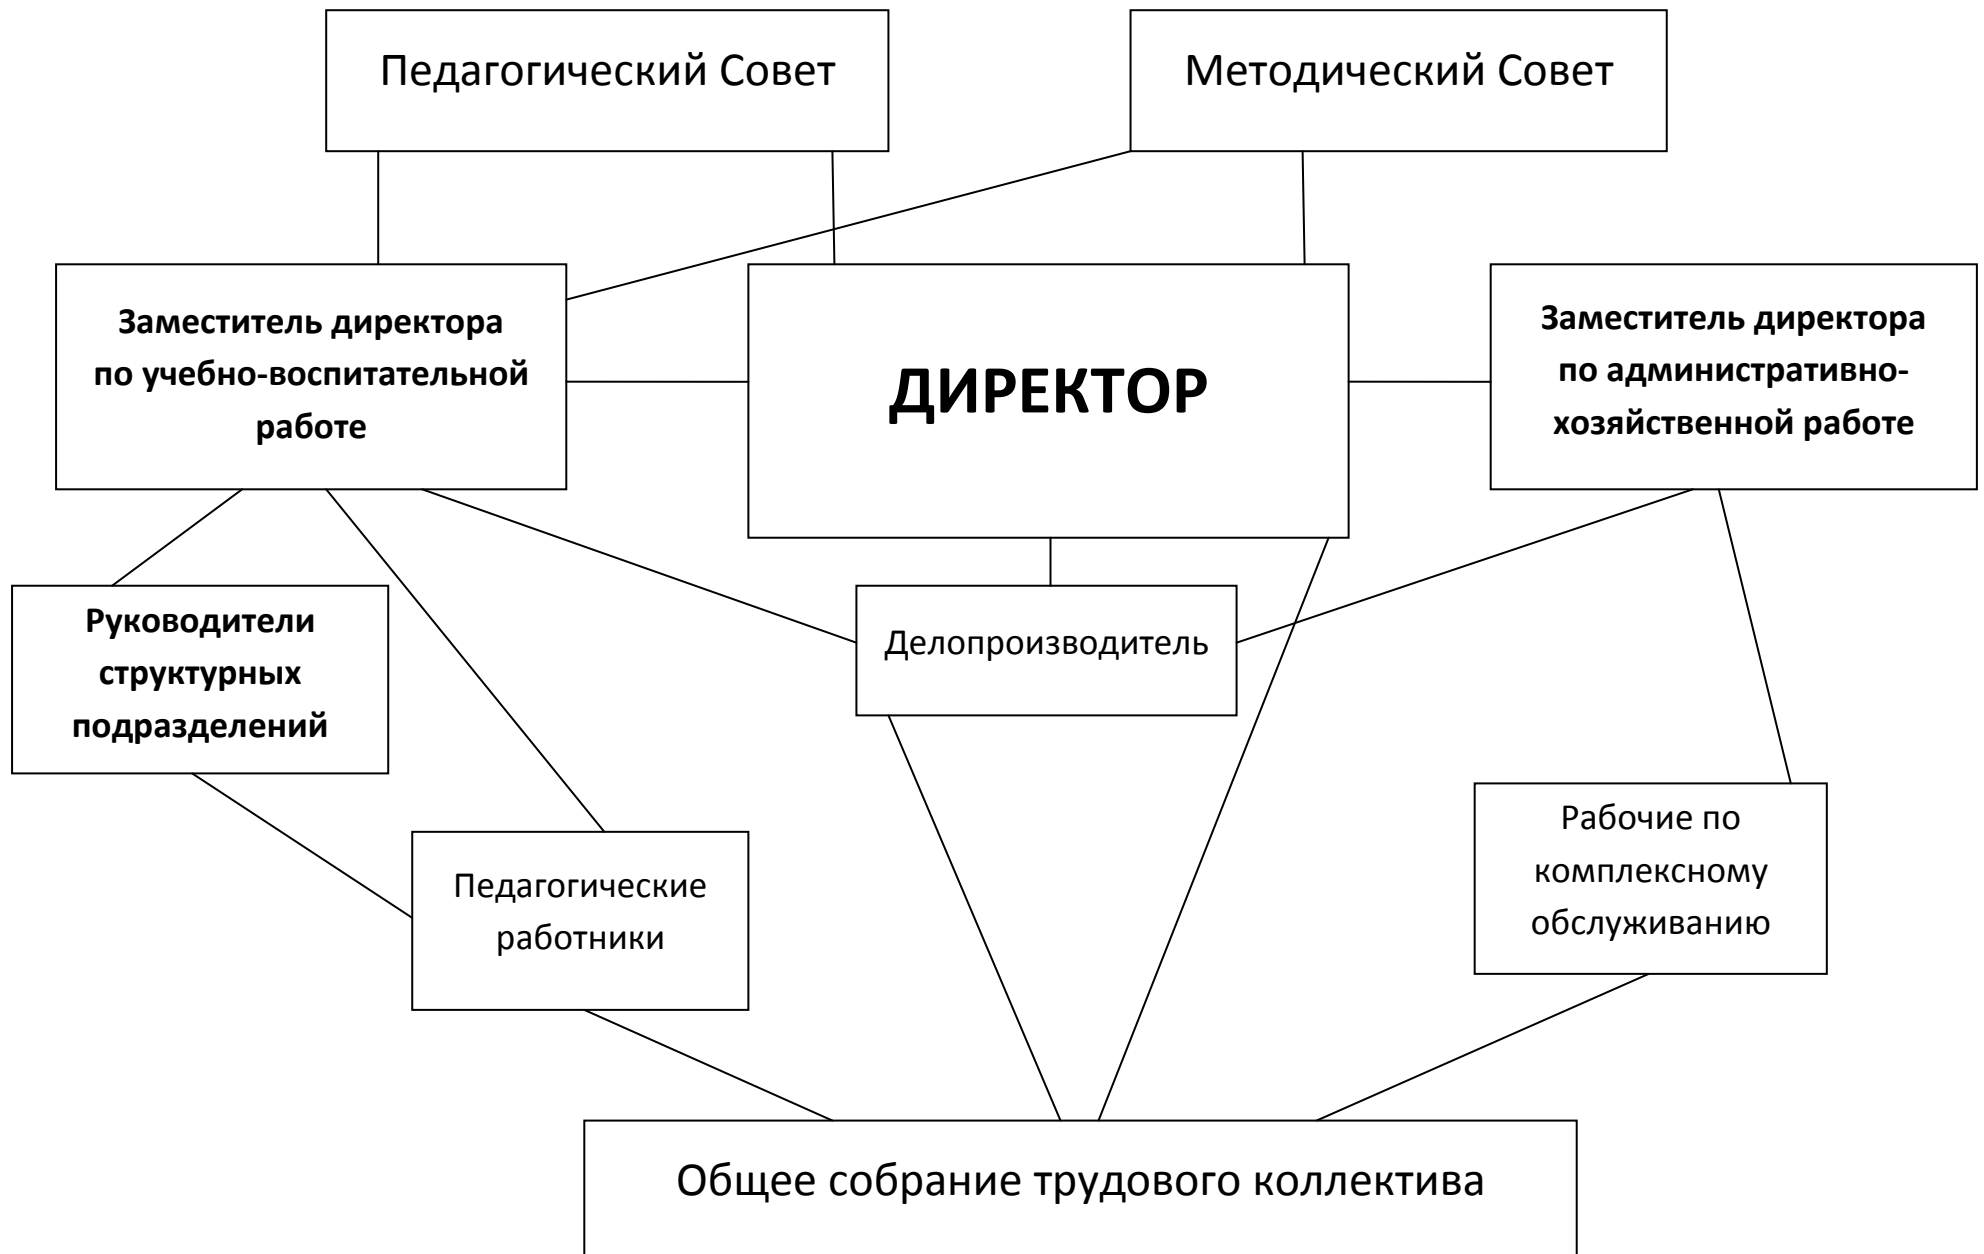 Педагогический Совет
Методический Совет
Заместитель директора
по учебно-воспитательной
работе
ДИРЕКТОР
Заместитель директора
по административно-
хозяйственной работе
Руководители
структурных
подразделений
Делопроизводитель
Педагогические
работники
Рабочие по
комплексному
обслуживанию
Общее собрание трудового коллектива